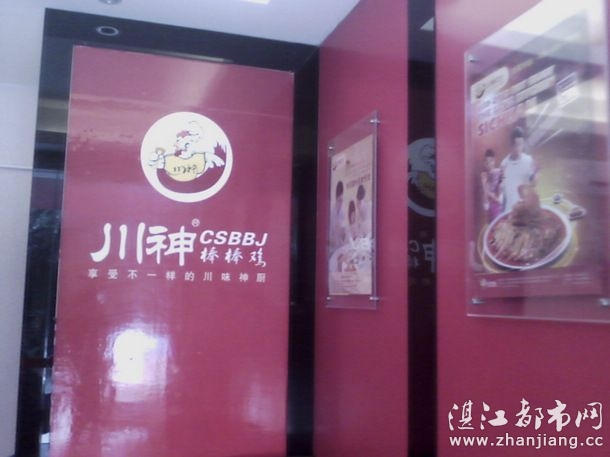 川神® CSBBJ
棒棒鸡
享受不一样的川味神厨
湛江都市网
www.zhanjiang.cc